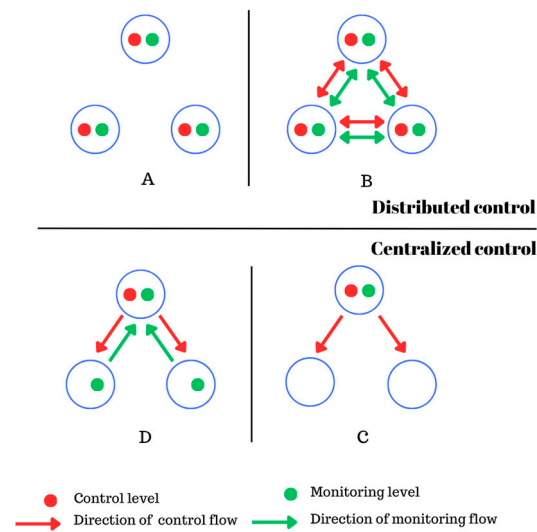 A
B
Distributed control
Centralized control
D
C
Control level
Monitoring level
Direction of control flow
Direction of monitoring flow